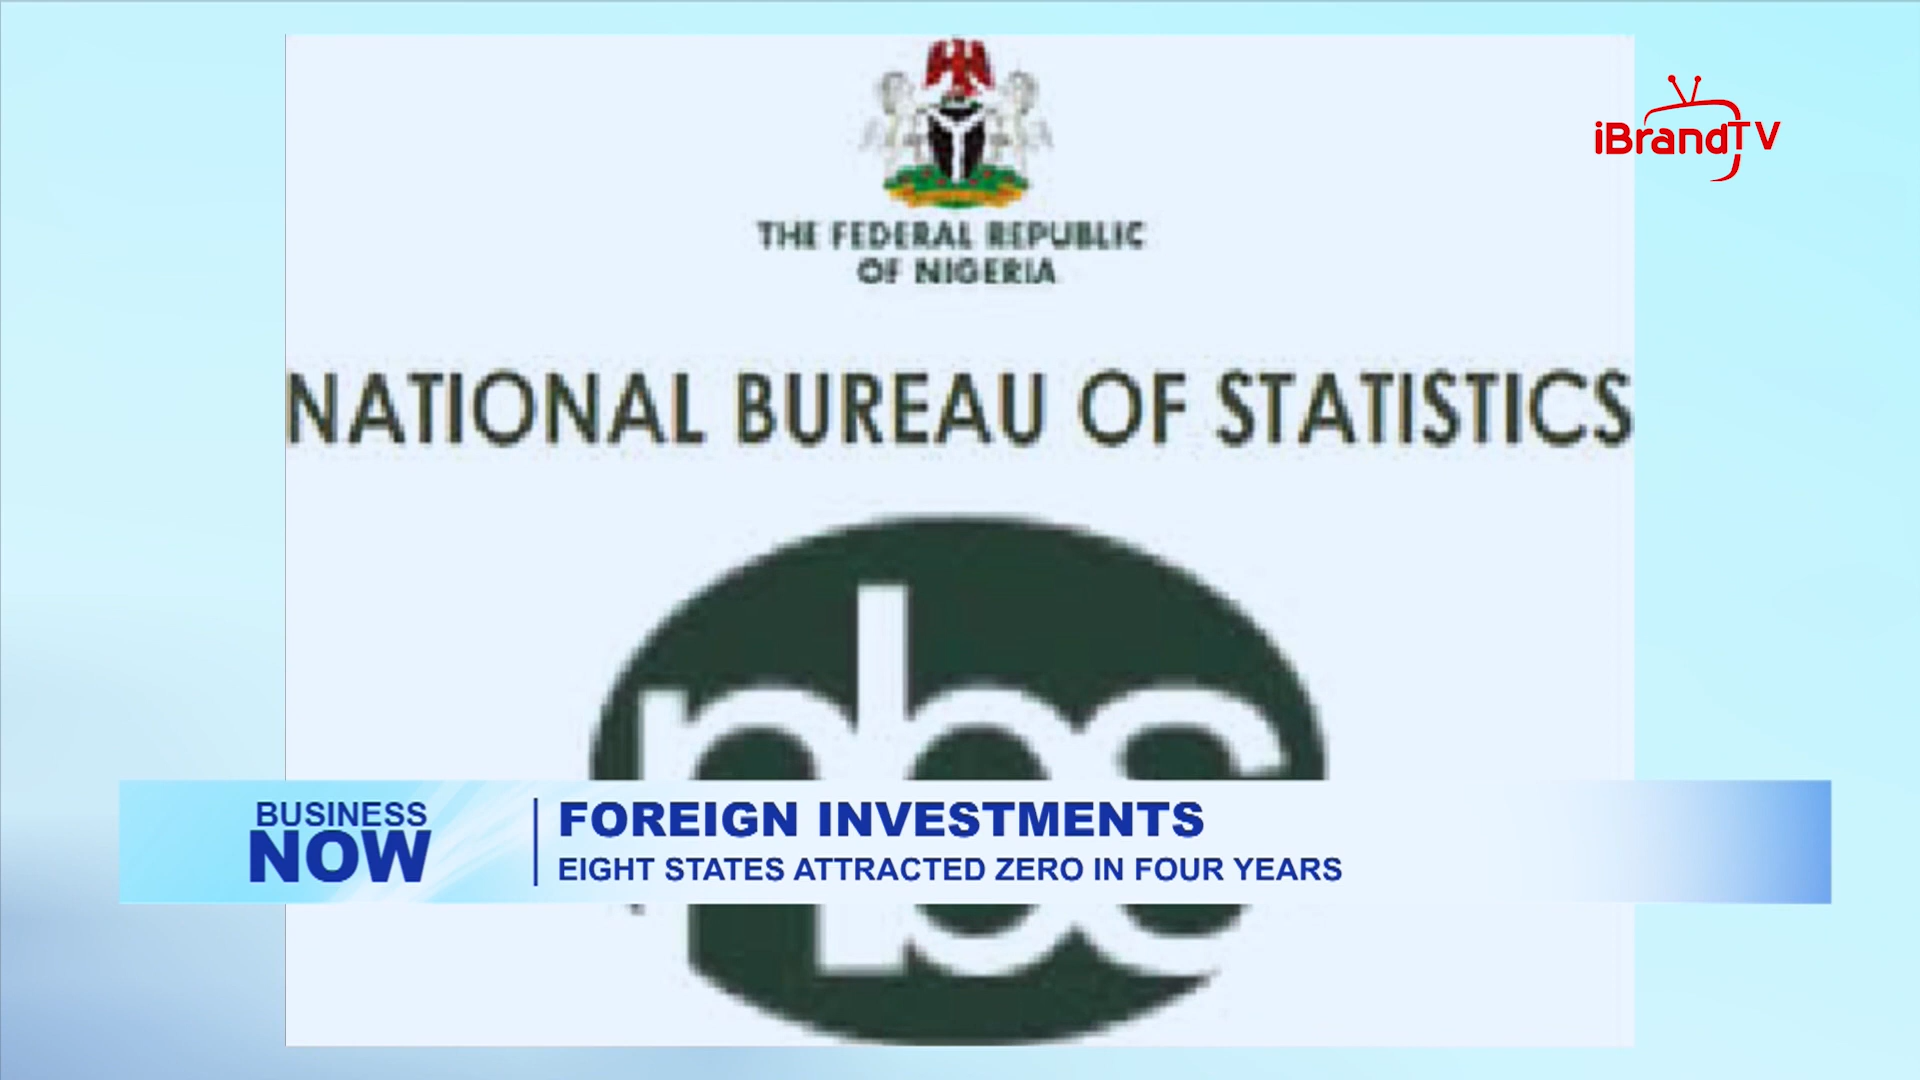 iBrandTV
THE FEDERAL REPUBLIC
OF NIGERIA
NATIONAL BUREAU OF STATISTICS
nbs
BUSINESS
NOW
FOREIGN INVESTMENTS
EIGHT STATES ATTRACTED ZERO IN FOUR YEARS